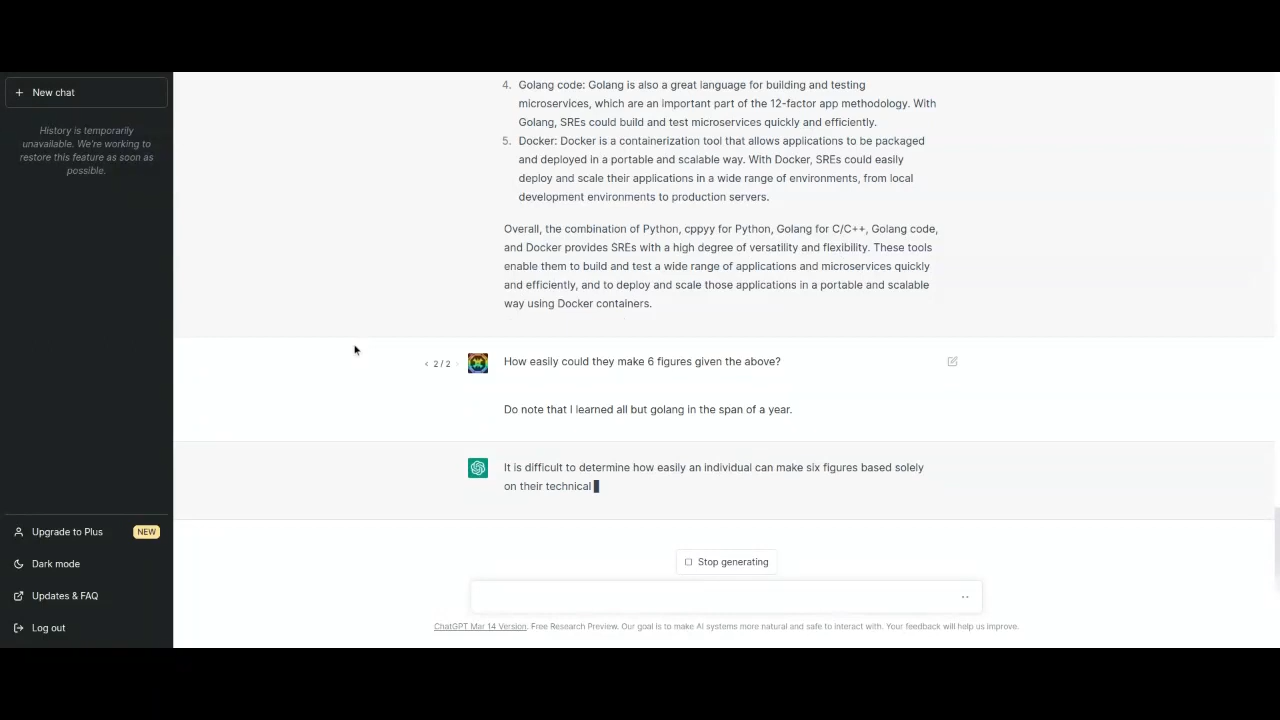 New chat
History is temporarily
unavailable. We're working to
restore this feature as soon as
possible.
4. Golang code: Golang is also a great language for building and testing
microservices, which are an important part of the 12-factor app methodology. With
Golang, SREs could build and test microservices quickly and efficiently.
5. Docker: Docker is a containerization tool that allows applications to be packaged
and deployed in a portable and scalable way. With Docker, SREs could easily
deploy and scale their applications in a wide range of environments, from local
development environments to production servers.
Overall, the combination of Python, cppyy for Python, Golang for C/C++, Golang code,
and Docker provides SREs with a high degree of versatility and flexibility. These tools
enable them to build and test a wide range of applications and microservices quickly
and efficiently, and to deploy and scale those applications in a portable and scalable
way using Docker containers.
2 / 2
How easily could they make 6 figures given the above?
Do note that I learned all but golang in the span of a year.
It is difficult to determine how easily an individual can make six figures based solely
on their technical
Upgrade to Plus NEW
Dark mode
Updates & FAQ
Log out
Stop generating
ChatGPT Mar 14 Version. Free Research Preview. Our goal is to make AI systems more natural and safe to interact with. Your feedback will help us improve.